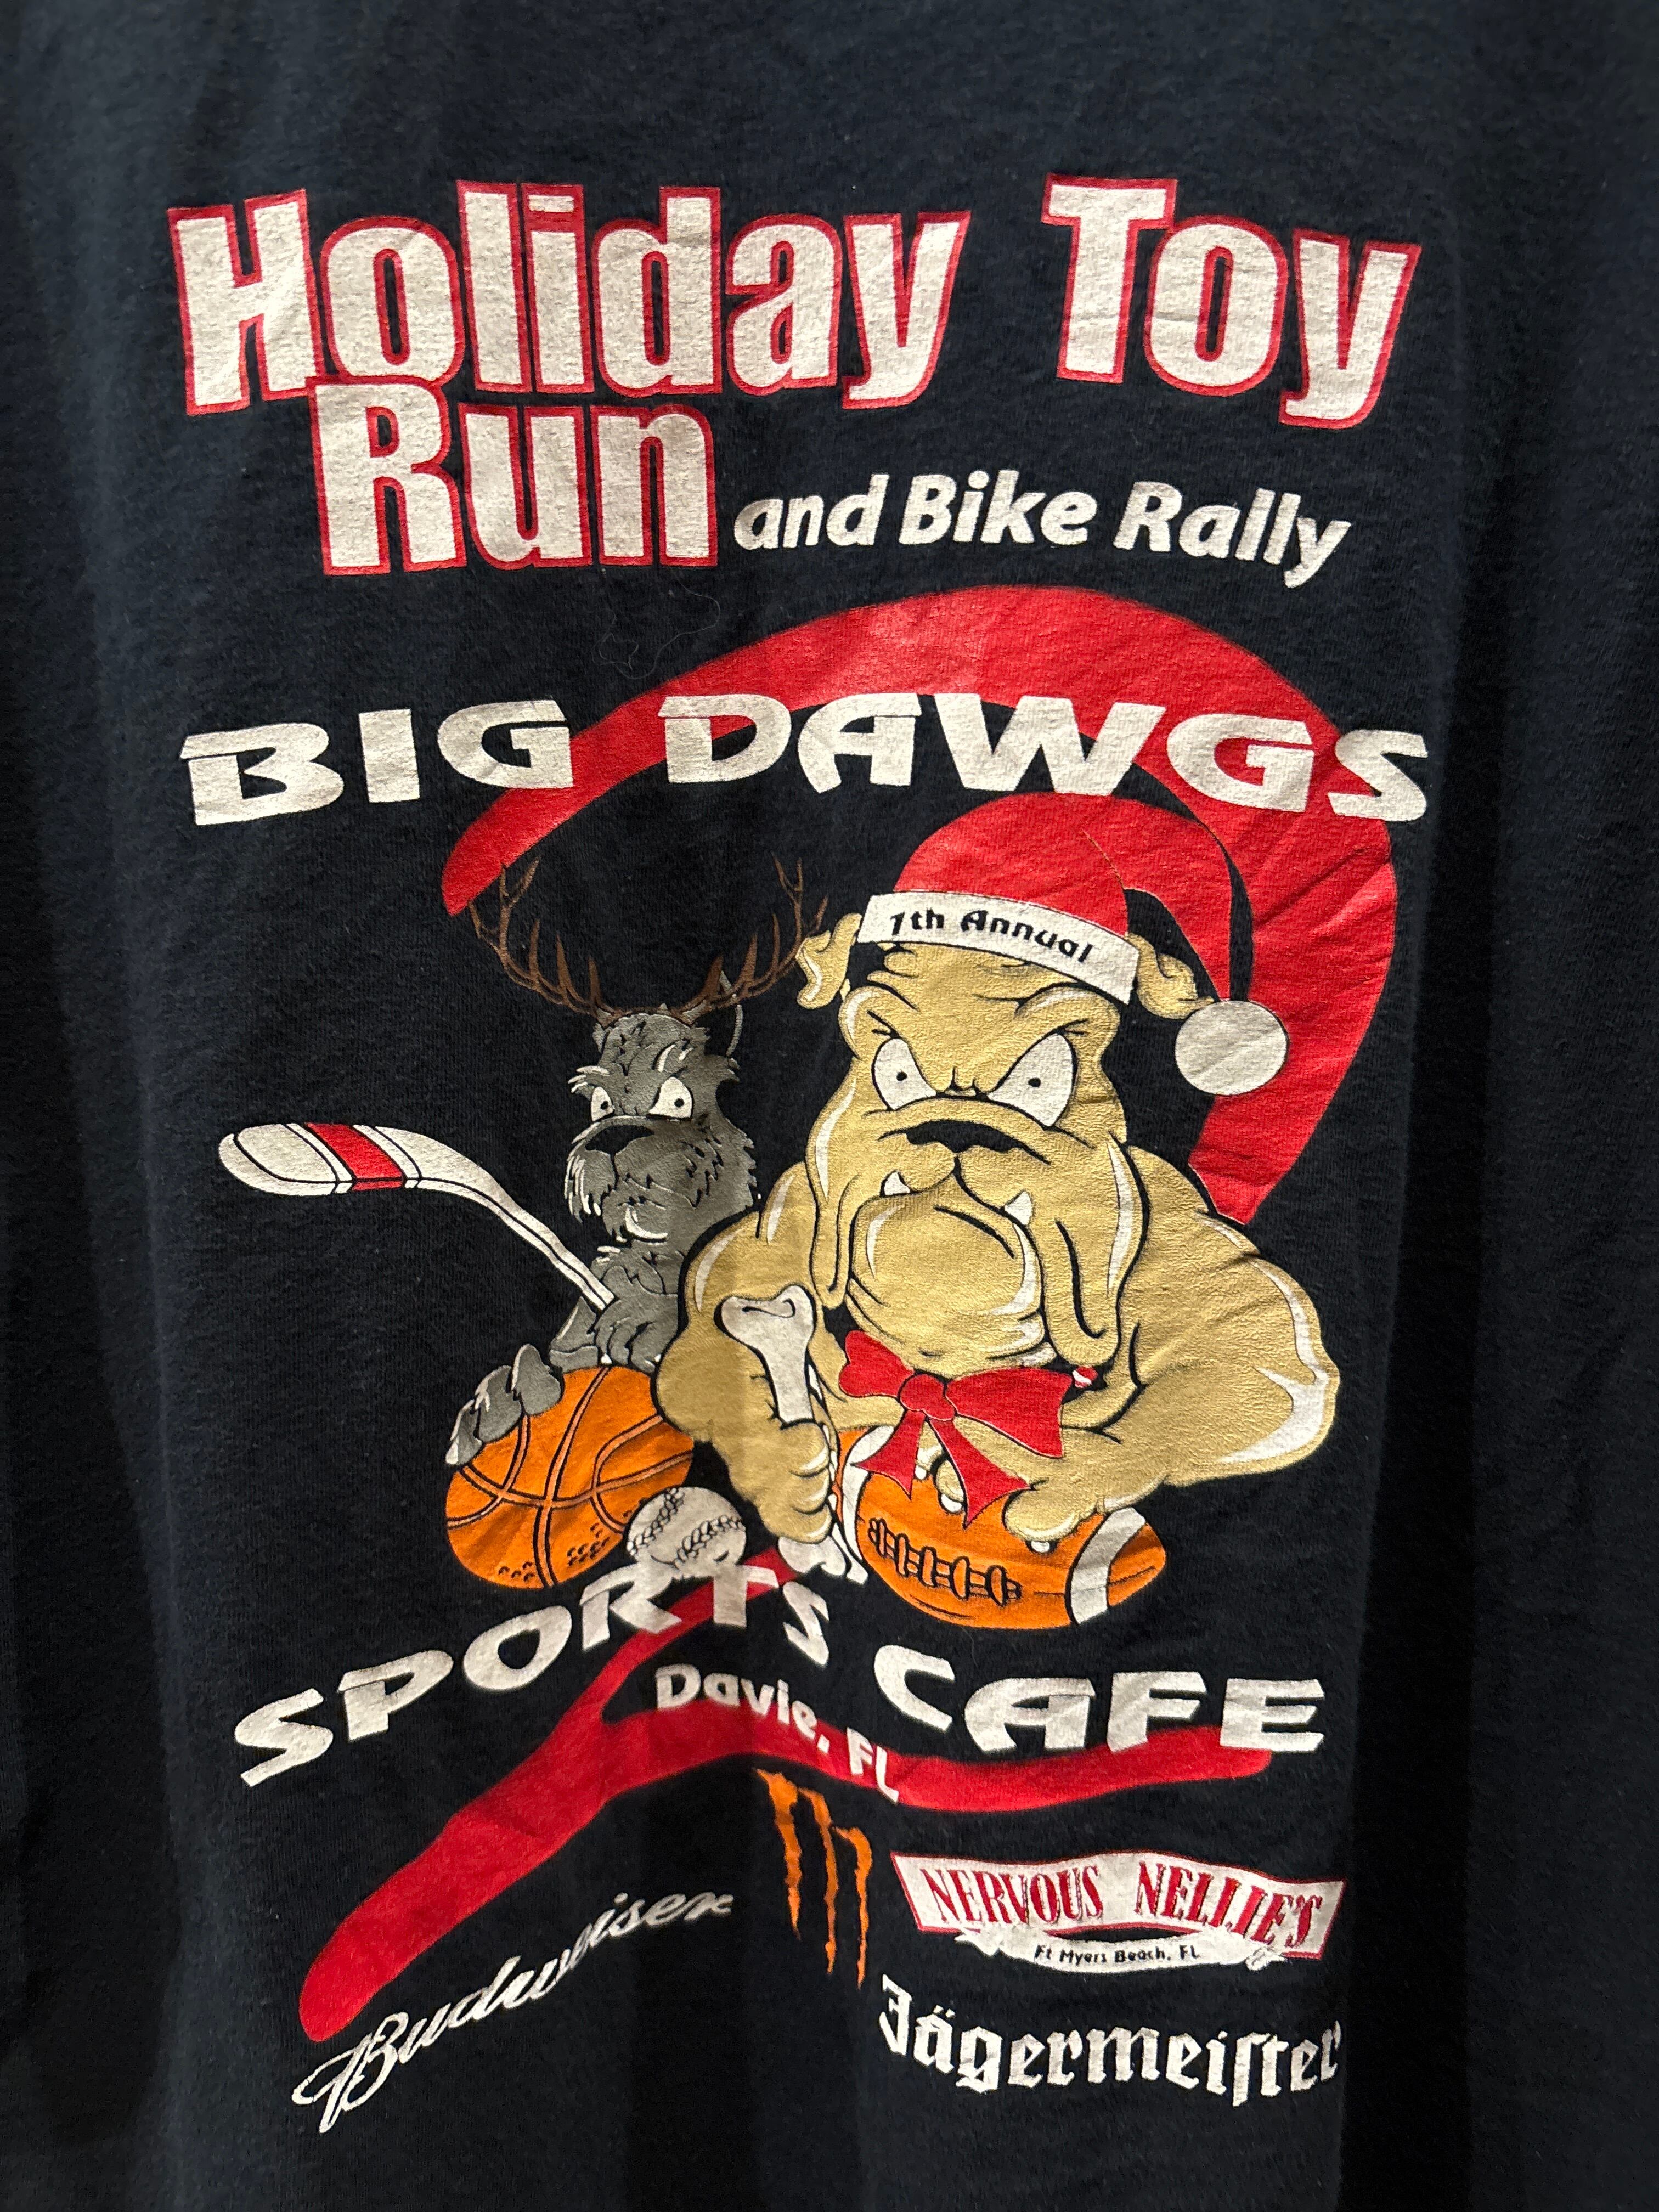 Holiday Toy
Run and Bike Rally
BIG DAWGS
7th Annual
SPORTS CAFE
Davie, FL
Budweiser
NERVOUS NELLIE'S
Ft Myers Beach, FL
Jägermeiſter